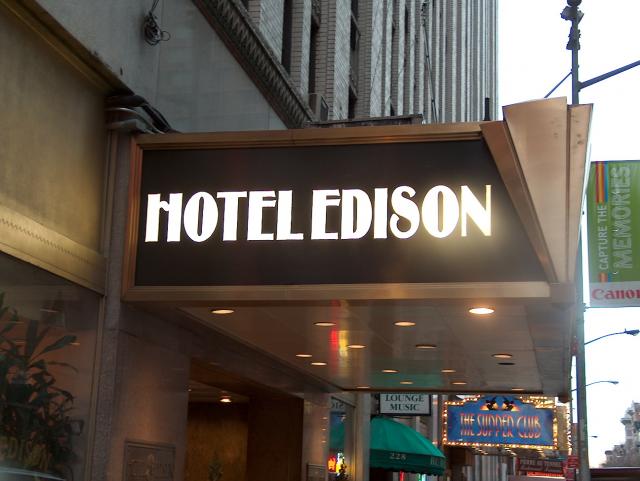 HOTEL EDISON
CAPTURE THE
MEMORIES
Canon
LOUNGE
MUSIC
THE SUPPER CLUB
228